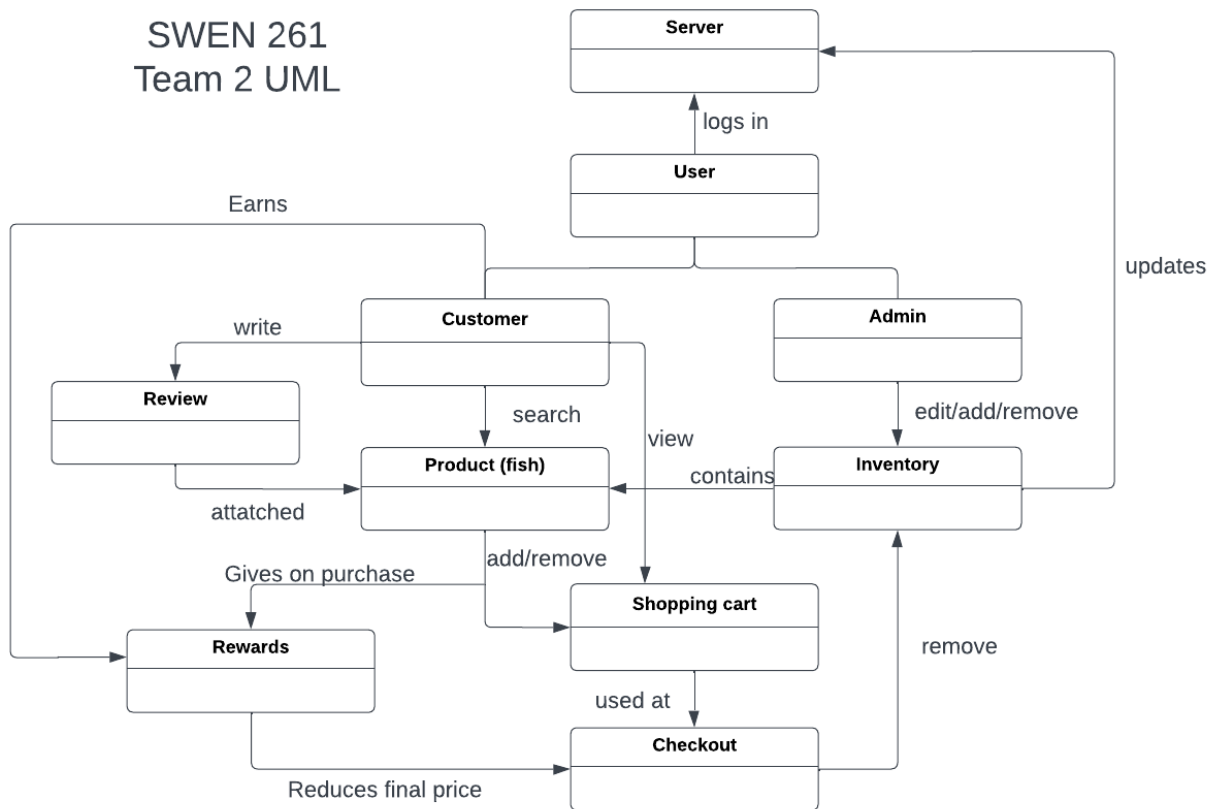 SWEN 261
Team 2 UML
Server
logs in
User
Earns
updates
Customer
Admin
write
Review
search
edit/add/remove
view
Product (fish)
contains
Inventory
attatched
add/remove
Gives on purchase
Shopping cart
Rewards
remove
used at
Checkout
Reduces final price